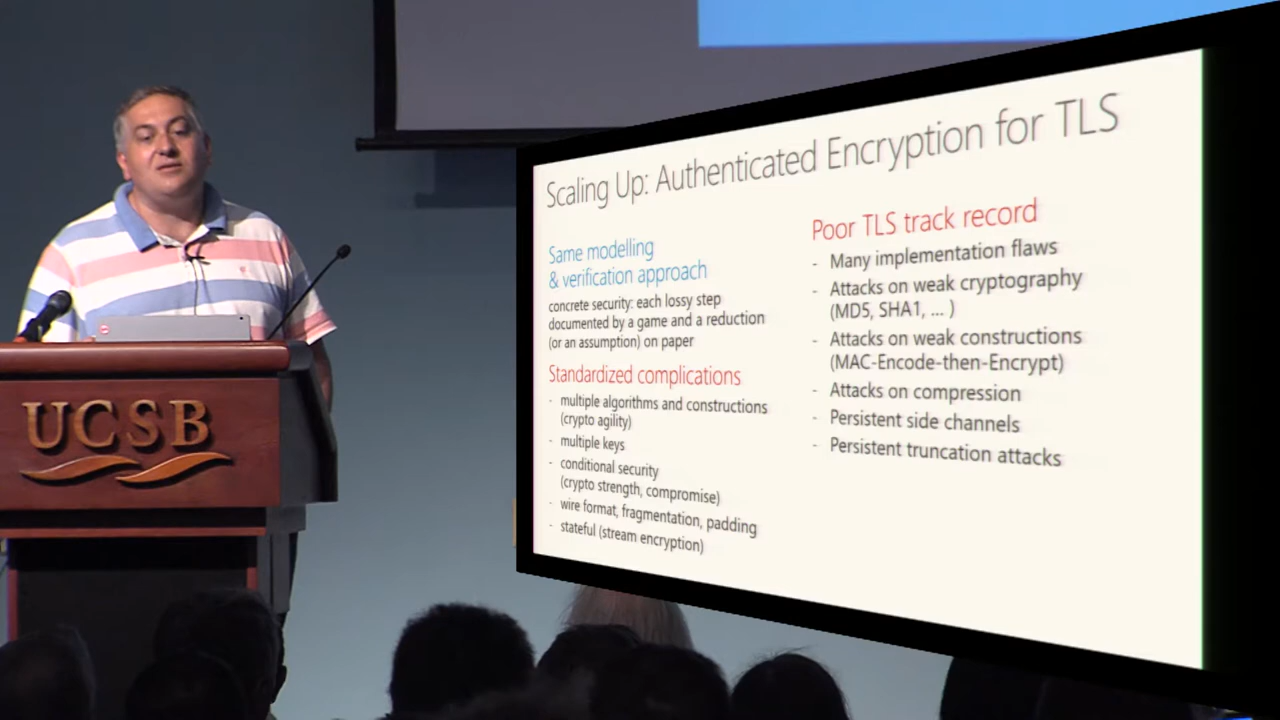 Scaling Up: Authenticated Encryption for TLS
Same modelling
& verification approach
concrete security: each lossy step
documented by a game and a reduction
(or an assumption) on paper
Standardized complications
- multiple algorithms and constructions
(crypto agility)
- multiple keys
- conditional security
(crypto strength, compromise)
- wire format, fragmentation, padding
- stateful (stream encryption)
Poor TLS track record
- Many implementation flaws
- Attacks on weak cryptography
(MD5, SHA1, ... )
- Attacks on weak constructions
(MAC-Encode-then-Encrypt)
- Attacks on compression
- Persistent side channels
- Persistent truncation attacks
UCSB